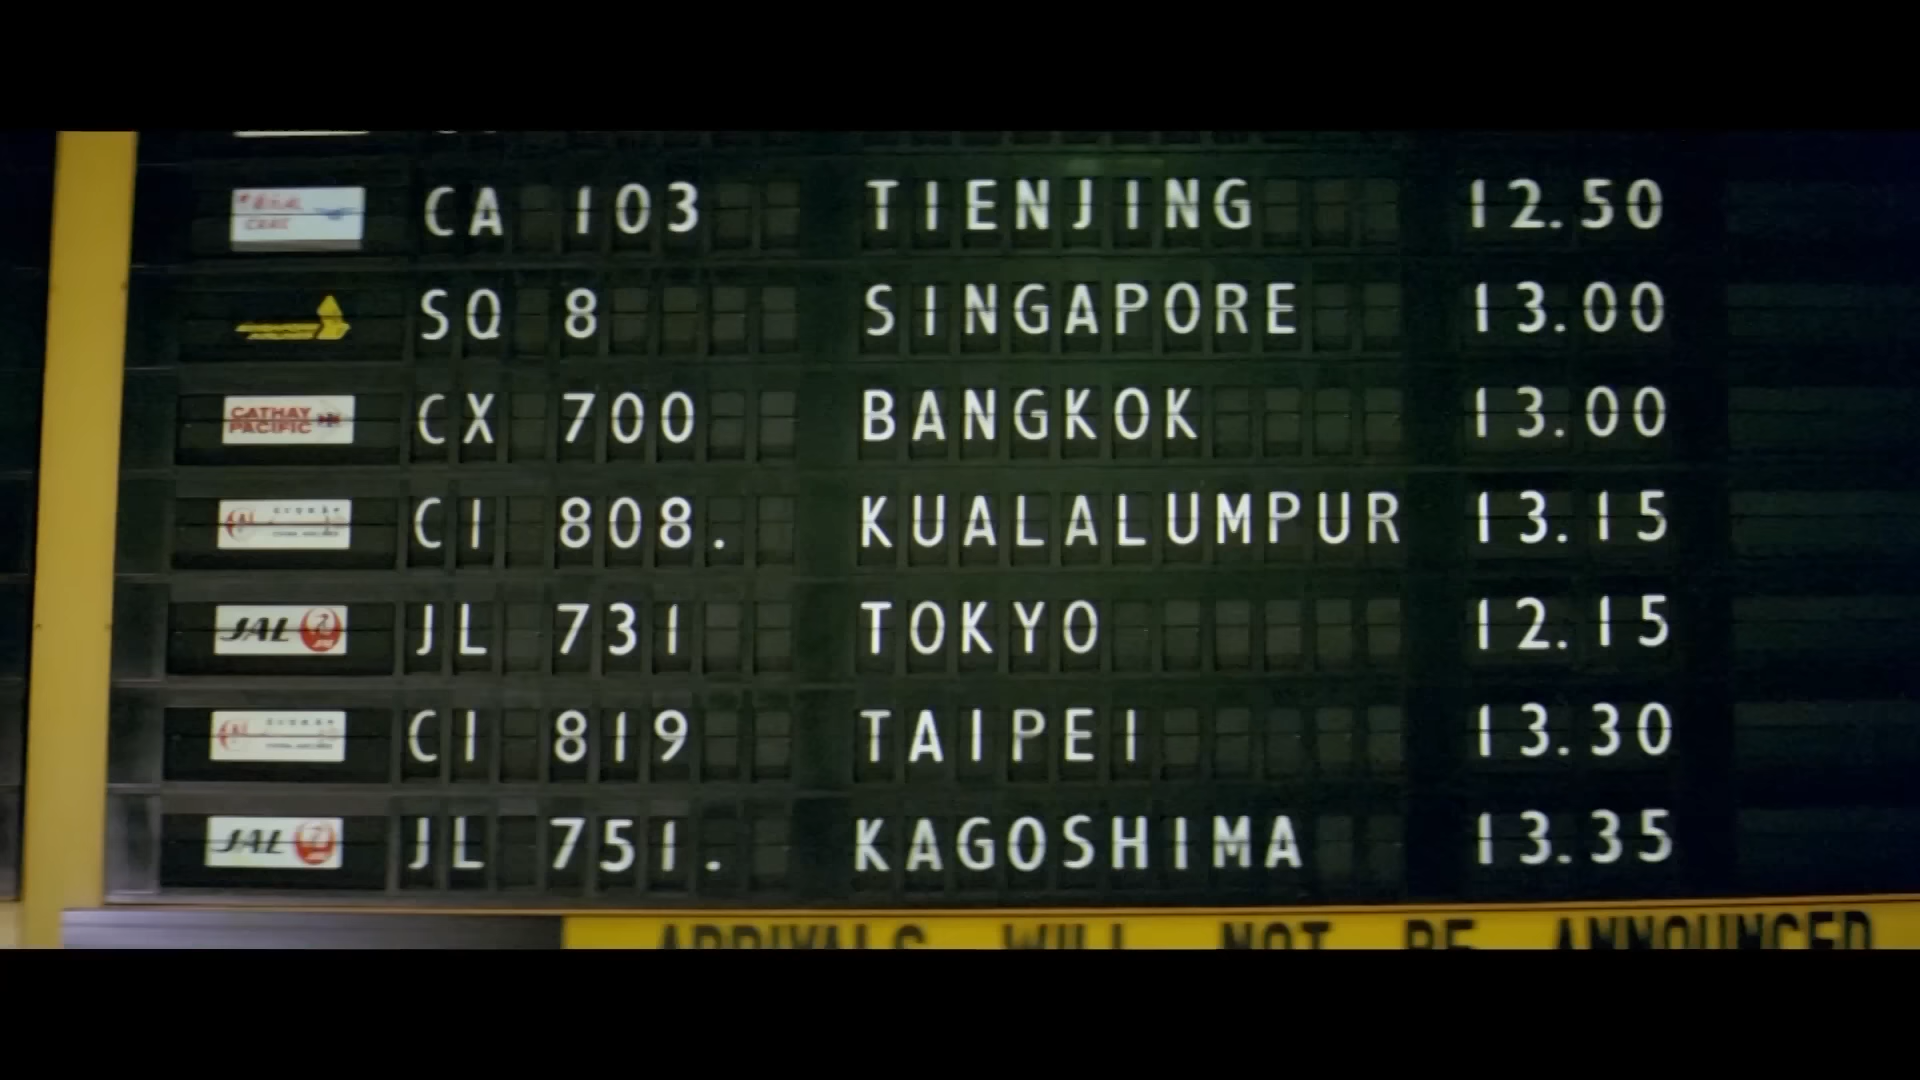 CA 103 TIENJING 12.50
SQ 8 SINGAPORE 13.00
CATHAY PACIFIC CX 700 BANGKOK 13.00
CI 808. KUALALUMPUR 13.15
JAL JL 731 TOKYO 12.15
CI 819 TAIPEI 13.30
JAL JL 751. KAGOSHIMA 13.35
ARRIVALS WILL NOT BE ANNOUNCED